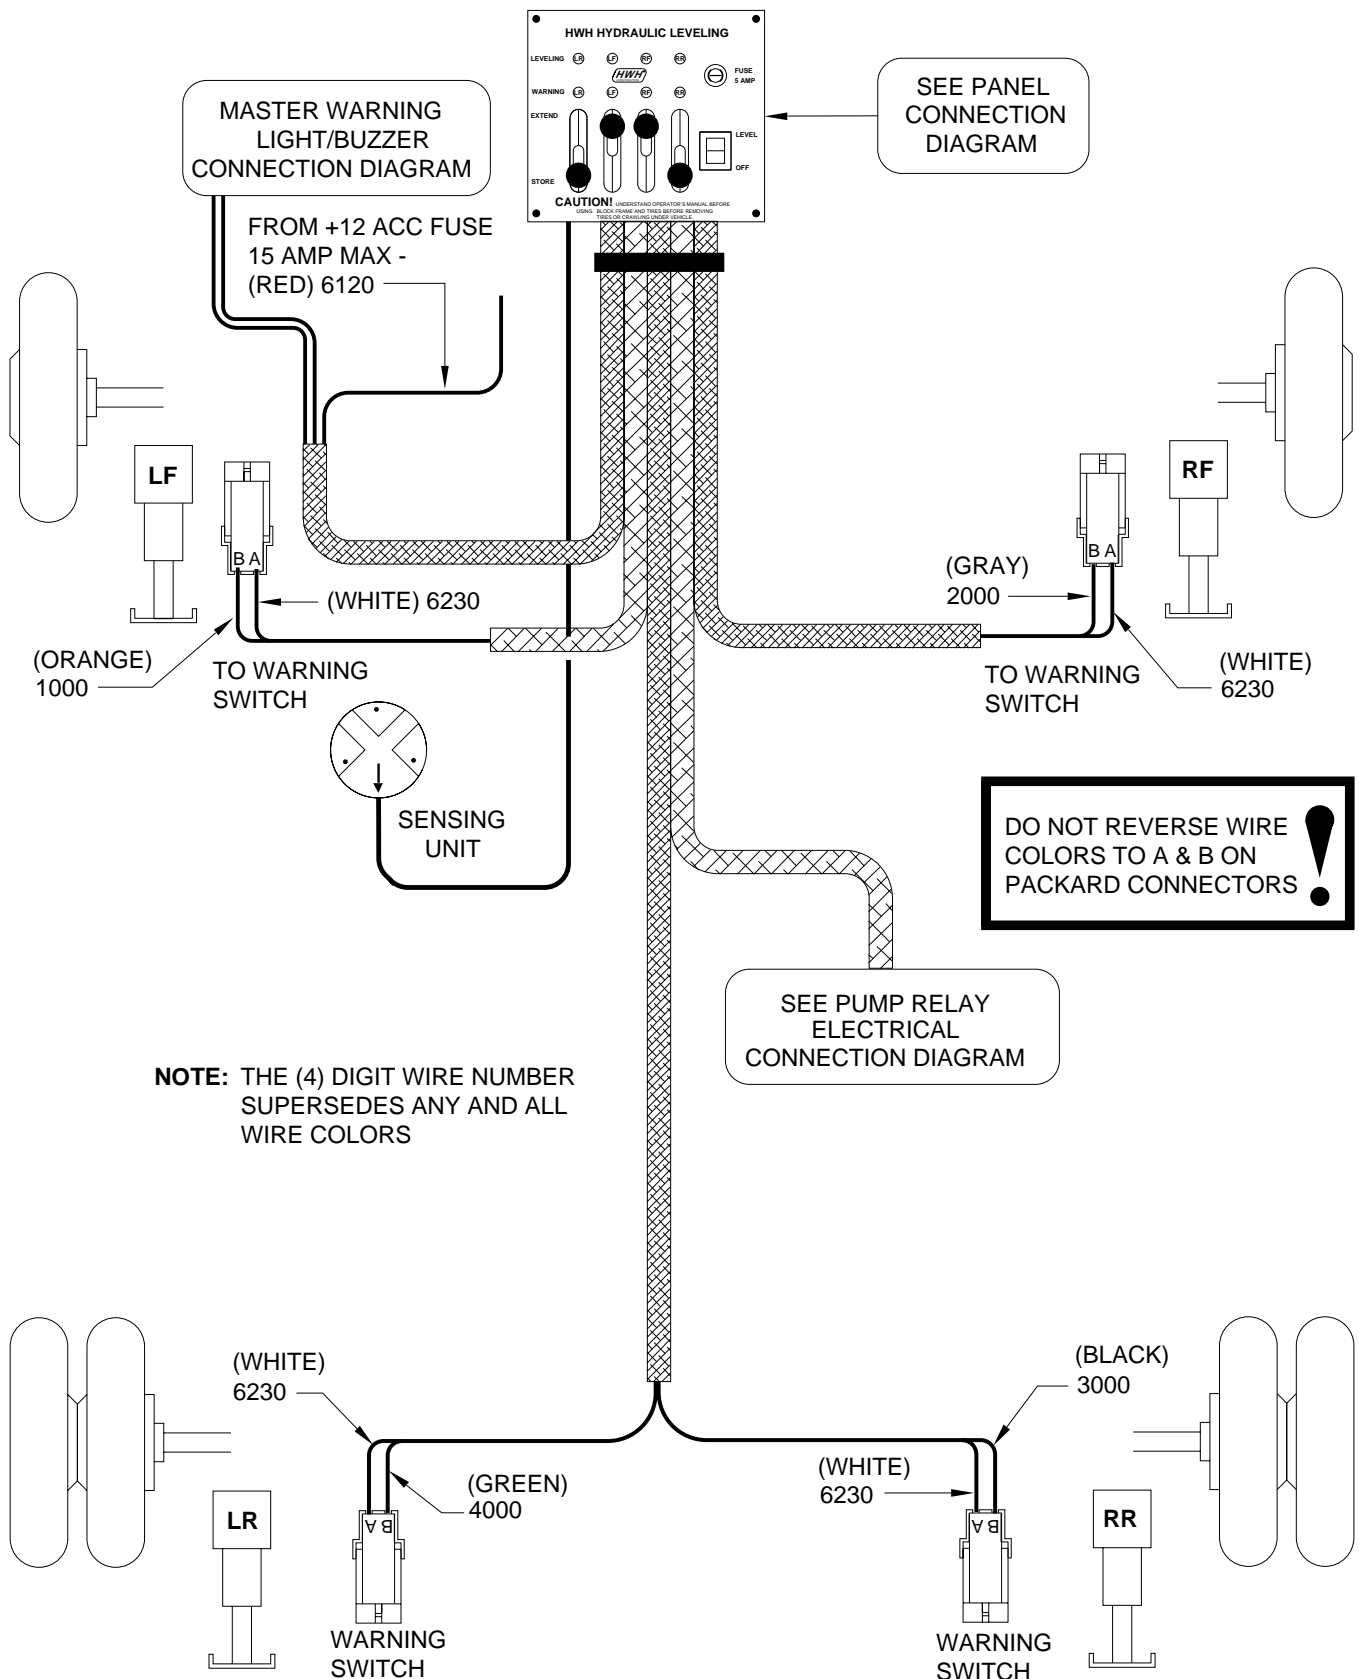 HWH HYDRAULIC LEVELING
LEVELING LR LF RF RR
HWH
FUSE
5 AMP
WARNING LR LF RF RR
EXTEND
LEVEL
OFF
STORE
CAUTION! UNDERSTAND OPERATOR'S MANUAL BEFORE
USING. BLOCK FRAME AND TIRES BEFORE REMOVING
TIRES OR CRAWLING UNDER VEHICLE.
MASTER WARNING
LIGHT/BUZZER
CONNECTION DIAGRAM
SEE PANEL
CONNECTION
DIAGRAM
FROM +12 ACC FUSE
15 AMP MAX -
(RED) 6120
LF
B A
(WHITE) 6230
(ORANGE)
1000
TO WARNING
SWITCH
RF
B A
(GRAY)
2000
(WHITE)
6230
TO WARNING
SWITCH
SENSING
UNIT
DO NOT REVERSE WIRE
COLORS TO A & B ON
PACKARD CONNECTORS
!
SEE PUMP RELAY
ELECTRICAL
CONNECTION DIAGRAM
NOTE: THE (4) DIGIT WIRE NUMBER
SUPERSEDES ANY AND ALL
WIRE COLORS
(WHITE)
6230
(GREEN)
4000
LR
A B
WARNING
SWITCH
(BLACK)
3000
(WHITE)
6230
RR
A B
WARNING
SWITCH